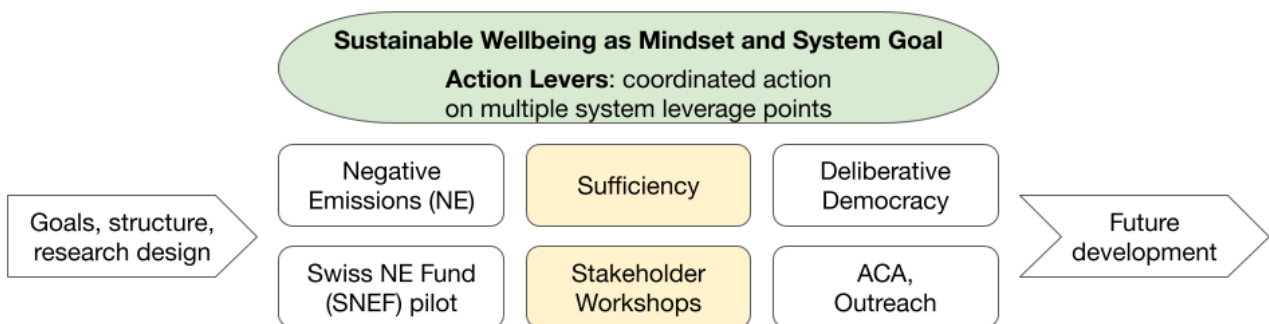 Sustainable Wellbeing as Mindset and System Goal
Action Levers: coordinated action
on multiple system leverage points
Goals, structure,
research design
Negative
Emissions (NE)
Sufficiency
Deliberative
Democracy
Swiss NE Fund
(SNEF) pilot
Stakeholder
Workshops
ACA,
Outreach
Future
development